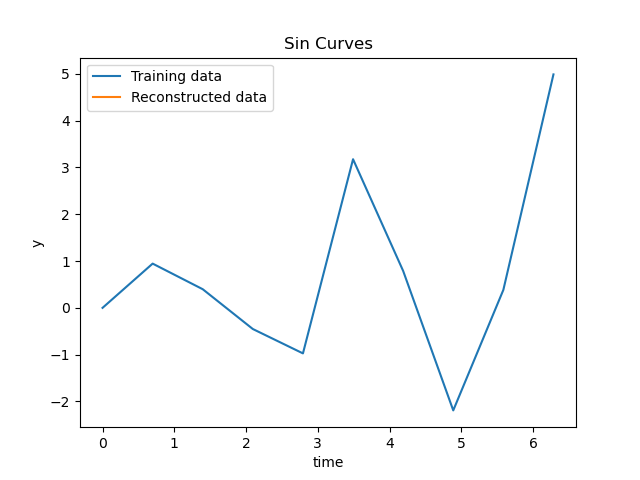 Sin Curves
Training data
Reconstructed data
5
4
3
2
1
0
−1
−2
y
0 1 2 3 4 5 6
time